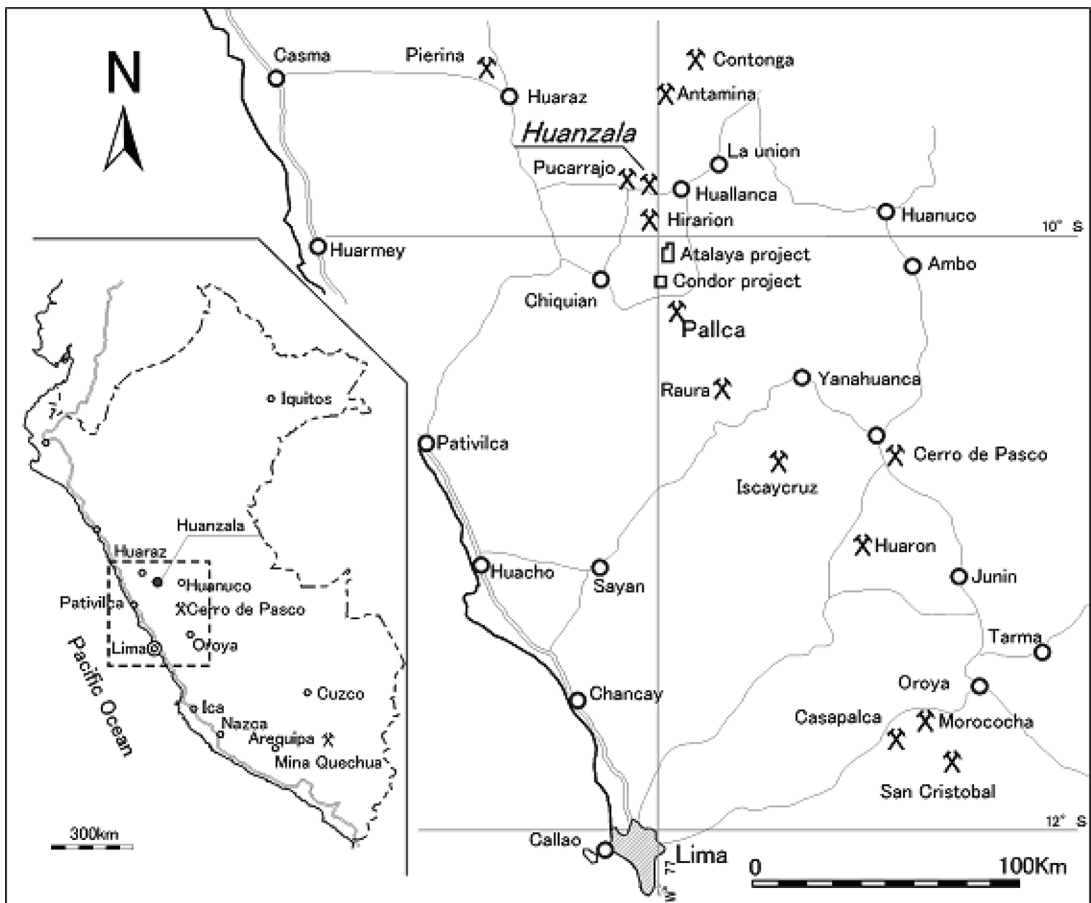 N
Casma
Pierina
Contonga
Huaraz
Antamina
Huanzala
La union
Pucarrajo
Huallanca
Huanuco
Hirarion
10° S
Huarmey
Atalaya project
Ambo
Condor project
Chiquian
Pallca
Yanahuanca
Raura
Pativilca
Cerro de Pasco
Iscaycruz
Huaron
Huacho
Sayan
Junin
Tarma
Oroya
Chancay
Casapalca
Morococha
San Cristobal
12° S
Callao
Lima
W 77°
0 100Km
Iquitos
Huanzala
Huaraz
Huanuco
Pativilca
Cerro de Pasco
Lima
Oroya
Pacific Ocean
Cuzco
Ica
Nazca
Arequipa
Mina Quechua
300km